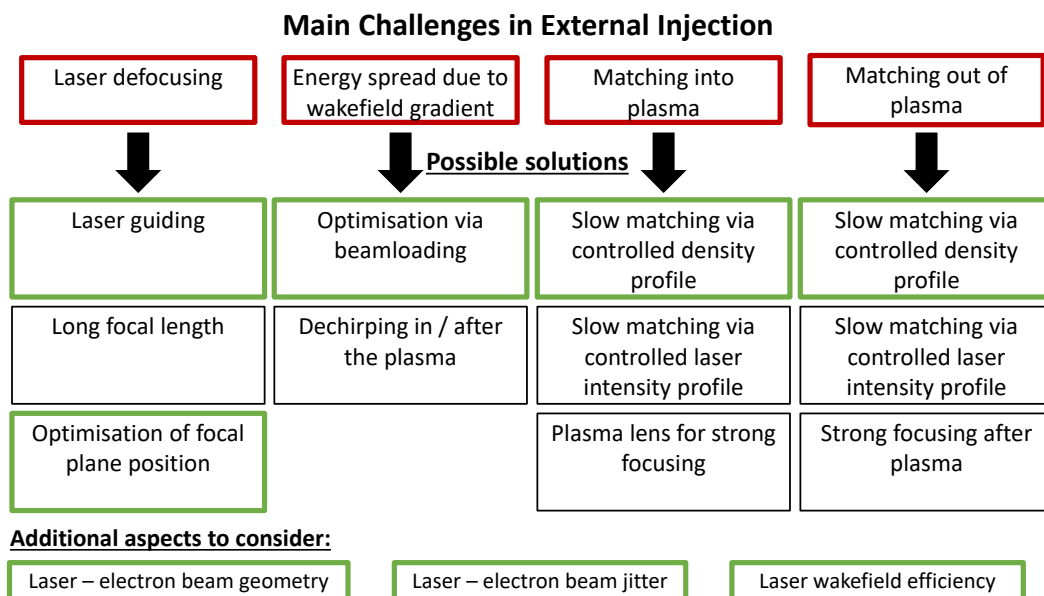 Main Challenges in External Injection
Laser defocusing
Energy spread due to
wakefield gradient
Matching into
plasma
Matching out of
plasma
Possible solutions
Laser guiding
Optimisation via
beamloading
Slow matching via
controlled density
profile
Slow matching via
controlled density
profile
Long focal length
Dechirping in / after
the plasma
Slow matching via
controlled laser
intensity profile
Slow matching via
controlled laser
intensity profile
Optimisation of focal
plane position
Plasma lens for strong
focusing
Strong focusing after
plasma
Additional aspects to consider:
Laser – electron beam geometry
Laser – electron beam jitter
Laser wakefield efficiency